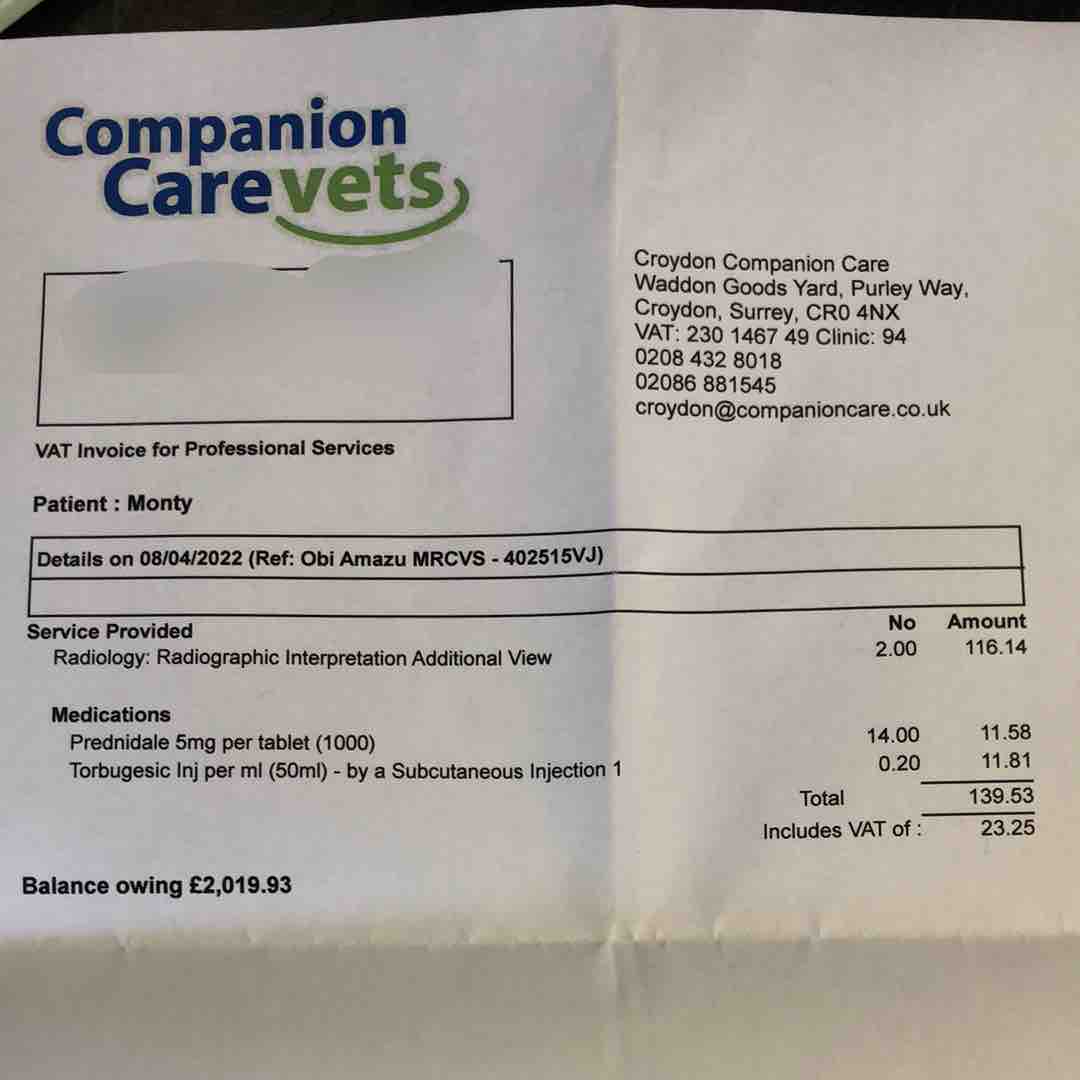 Companion
Care vets
Croydon Companion Care
Waddon Goods Yard, Purley Way,
Croydon, Surrey, CR0 4NX
VAT: 230 1467 49 Clinic: 94
0208 432 8018
02086 881545
croydon@companioncare.co.uk
VAT Invoice for Professional Services
Patient : Monty
Details on 08/04/2022 (Ref: Obi Amazu MRCVS - 402515VJ)
Service Provided No Amount
Radiology: Radiographic Interpretation Additional View 2.00 116.14
Medications
Prednidale 5mg per tablet (1000) 14.00 11.58
Torbugesic Inj per ml (50ml) - by a Subcutaneous Injection 1 0.20 11.81
Total 139.53
Includes VAT of : 23.25
Balance owing £2,019.93